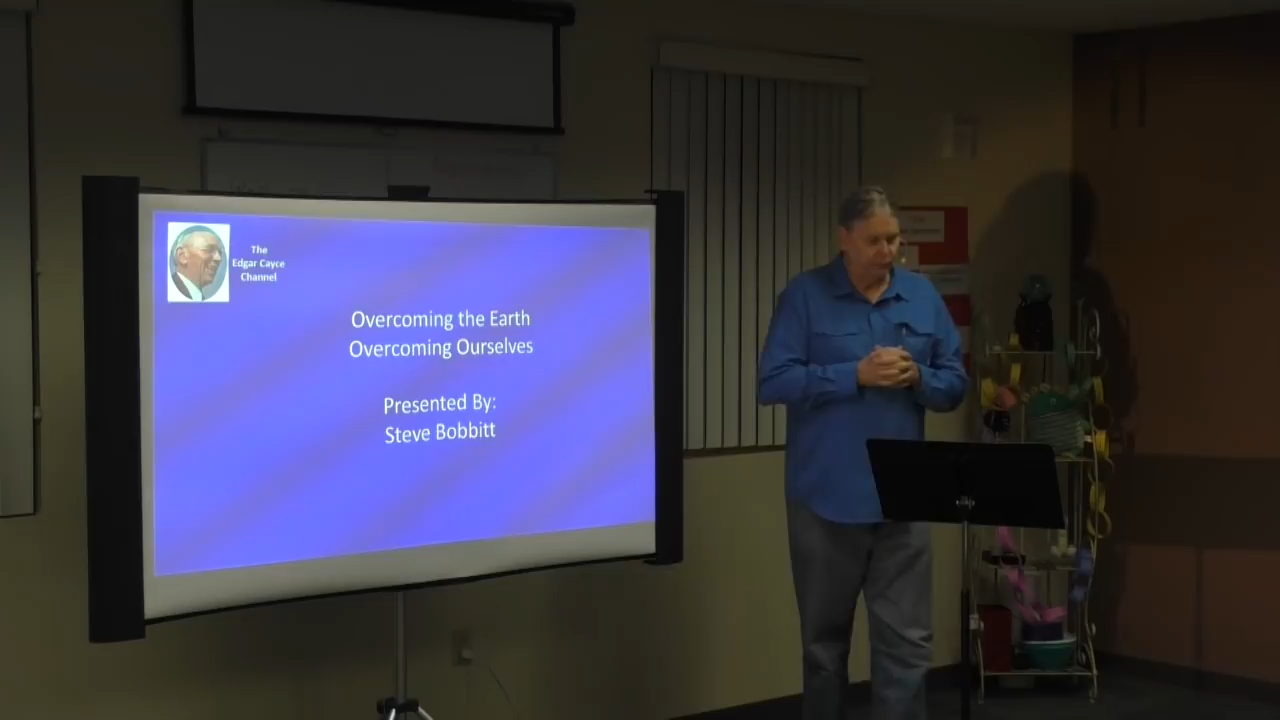 The
Edgar Cayce
Channel
Overcoming the Earth
Overcoming Ourselves
Presented By:
Steve Bobbitt